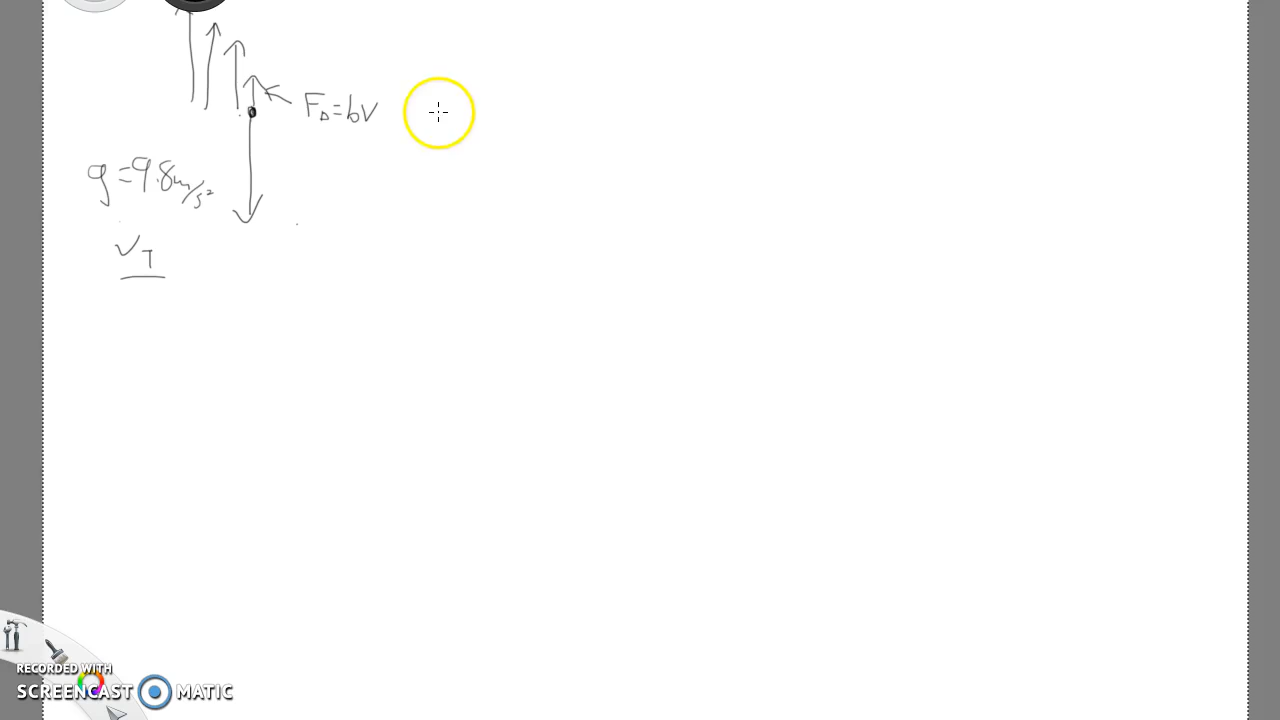 F_D=bv
g=9.8m/s²
v_T
RECORDED WITH
SCREENCAST MATIC